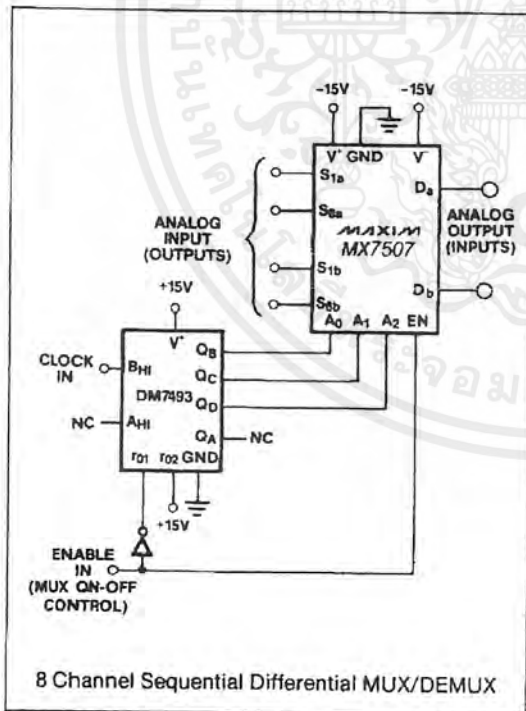 -15V
-15V
V+ GND V-
S1a
S8a
ANALOG
INPUT
(OUTPUTS)
S1b
S8b
MAXIM
MX7507
Da
ANALOG
OUTPUT
(INPUTS)
Db
A0 A1 A2 EN
+15V
V+
CLOCK
IN
BHI
QB
QC
DM7493
QD
NC
AHI
QA
NC
r01 r02 GND
+15V
ENABLE
IN
(MUX ON-OFF
CONTROL)
8 Channel Sequential Differential MUX/DEMUX